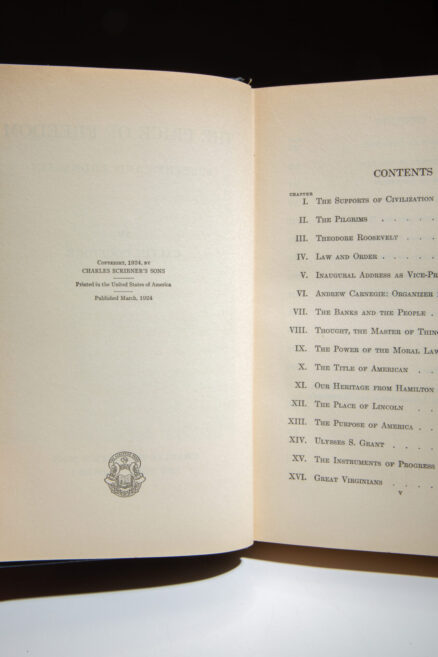 COPYRIGHT, 1924, BY
CHARLES SCRIBNER'S SONS
Printed in the United States of America
Published March, 1924
CONTENTS
CHAPTER
I. THE SUPPORTS OF CIVILIZATION
II. THE PILGRIMS . . . . .
III. THEODORE ROOSEVELT . . .
IV. LAW AND ORDER . . . .
V. INAUGURAL ADDRESS AS VICE-PR
VI. ANDREW CARNEGIE: ORGANIZER
VII. THE BANKS AND THE PEOPLE .
VIII. THOUGHT, THE MASTER OF THING
IX. THE POWER OF THE MORAL LAW
X. THE TITLE OF AMERICAN . .
XI. OUR HERITAGE FROM HAMILTON
XII. THE PLACE OF LINCOLN . .
XIII. THE PURPOSE OF AMERICA . .
XIV. ULYSSES S. GRANT . . . .
XV. THE INSTRUMENTS OF PROGRESS
XVI. GREAT VIRGINIANS . . . .
v